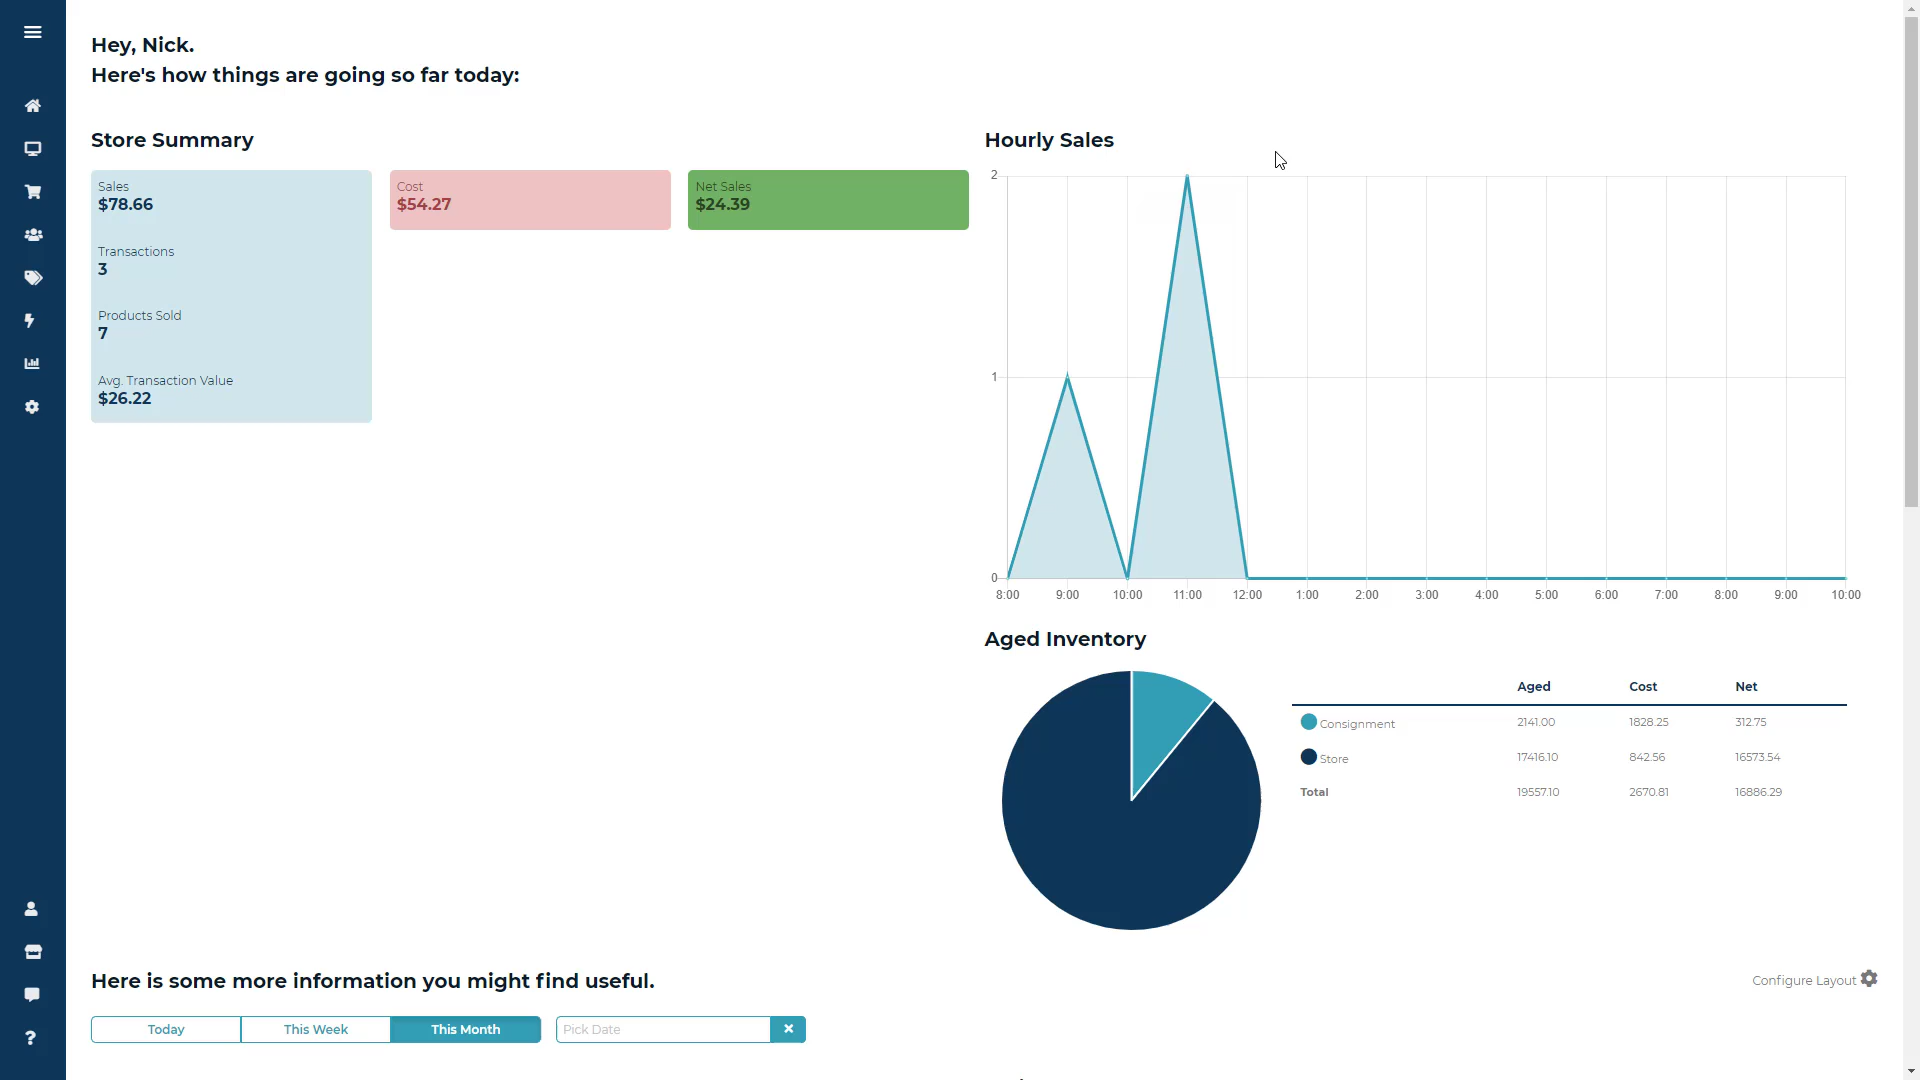 Hey, Nick.
Here's how things are going so far today:
Store Summary
Sales
$78.66
Transactions
3
Products Sold
7
Avg. Transaction Value
$26.22
Cost
$54.27
Net Sales
$24.39
Hourly Sales
2
1
0
8:00 9:00 10:00 11:00 12:00 1:00 2:00 3:00 4:00 5:00 6:00 7:00 8:00 9:00 10:00
Aged Inventory
Aged Cost Net
Consignment 2141.00 1828.25 312.75
Store 17416.10 842.56 16573.54
Total 19557.10 2670.81 16886.29
Here is some more information you might find useful.
Configure Layout
Today This Week This Month Pick Date